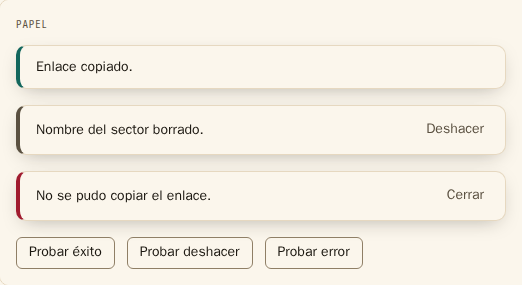 PAPEL
Enlace copiado.
Nombre del sector borrado. Deshacer
No se pudo copiar el enlace. Cerrar
Probar éxito Probar deshacer Probar error